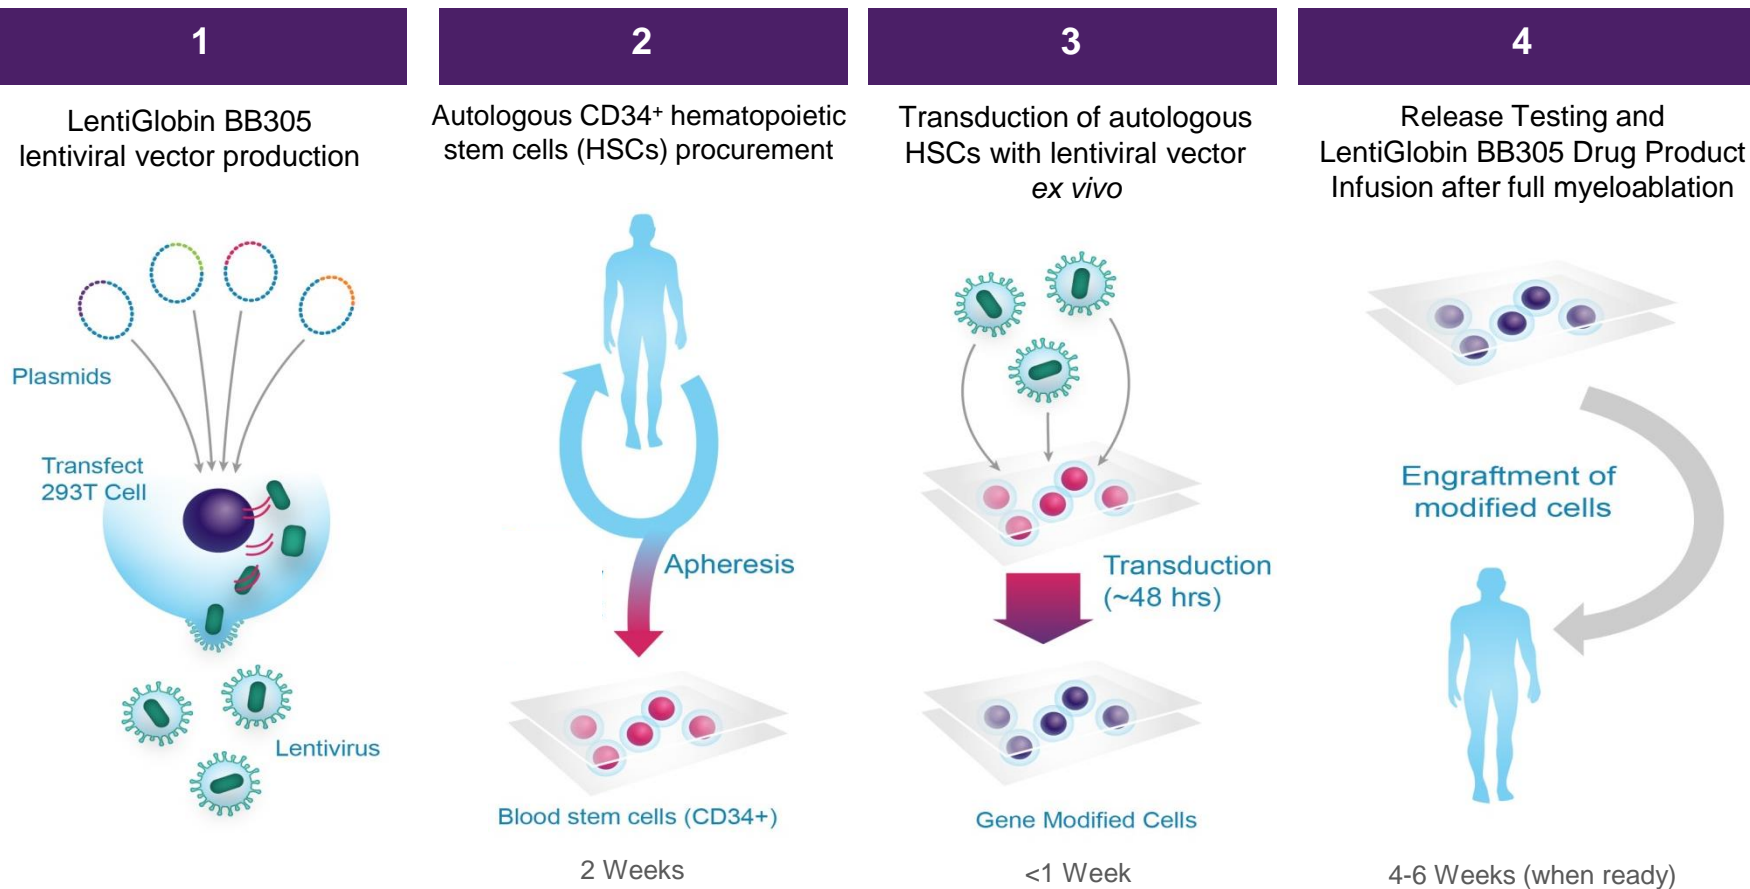 1
LentiGlobin BB305
lentiviral vector production
Plasmids
Transfect
293T Cell
Lentivirus
2
Autologous CD34+ hematopoietic
stem cells (HSCs) procurement
Apheresis
Blood stem cells (CD34+)
2 Weeks
3
Transduction of autologous
HSCs with lentiviral vector
ex vivo
Transduction
(~48 hrs)
Gene Modified Cells
<1 Week
4
Release Testing and
LentiGlobin BB305 Drug Product
Infusion after full myeloablation
Engraftment of
modified cells
4-6 Weeks (when ready)